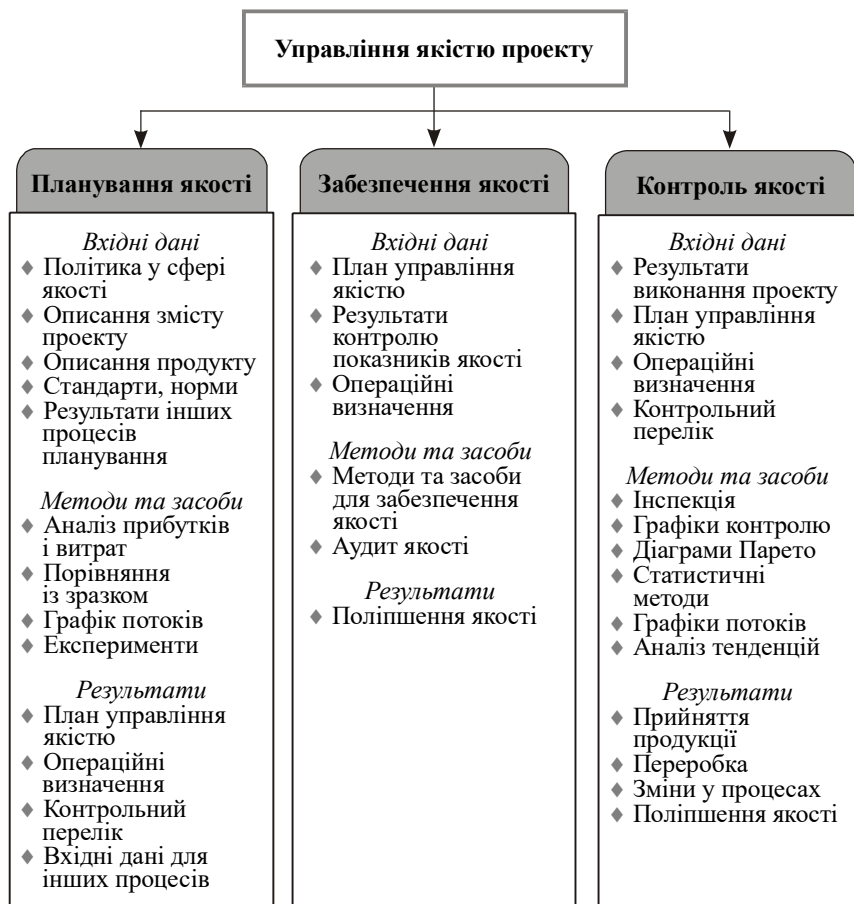 Управління якістю проекту
Планування якості
Вхідні дані
♦ Політика у сфері
якості
♦ Описання змісту
проекту
♦ Описання продукту
♦ Стандарти, норми
♦ Результати інших
процесів
планування
Методи та засоби
♦ Аналіз прибутків
і витрат
♦ Порівняння
із зразком
♦ Графік потоків
♦ Експерименти
Результати
♦ План управління
якістю
♦ Операційні
визначення
♦ Контрольний
перелік
♦ Вхідні дані для
інших процесів
Забезпечення якості
Вхідні дані
♦ План управління
якістю
♦ Результати
контролю
показників якості
♦ Операційні
визначення
Методи та засоби
♦ Методи та засоби
для забезпечення
якості
♦ Аудит якості
Результати
♦ Поліпшення якості
Контроль якості
Вхідні дані
♦ Результати
виконання проекту
♦ План управління
якістю
♦ Операційні
визначення
♦ Контрольний
перелік
Методи та засоби
♦ Інспекція
♦ Графіки контролю
♦ Діаграми Парето
♦ Статистичні
методи
♦ Графіки потоків
♦ Аналіз тенденцій
Результати
♦ Прийняття
продукції
♦ Переробка
♦ Зміни у процесах
♦ Поліпшення якості